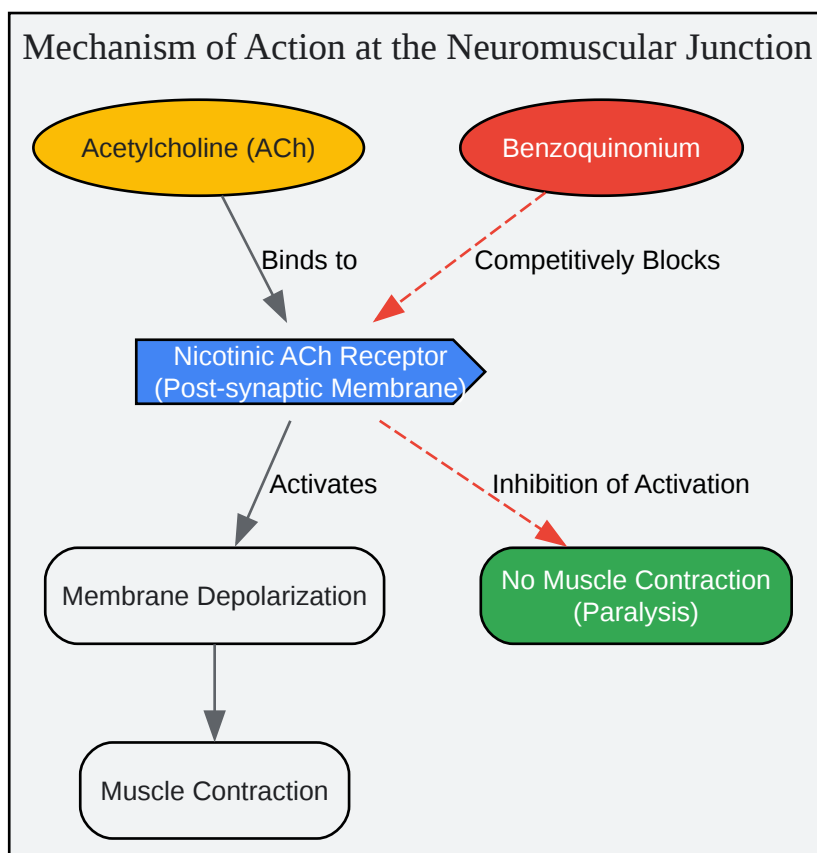 Mechanism of Action at the Neuromuscular Junction
Acetylcholine (ACh)
Benzoquinonium
Binds to
Competitively Blocks
Nicotinic ACh Receptor
(Post-synaptic Membrane)
Activates
Inhibition of Activation
Membrane Depolarization
No Muscle Contraction
(Paralysis)
Muscle Contraction